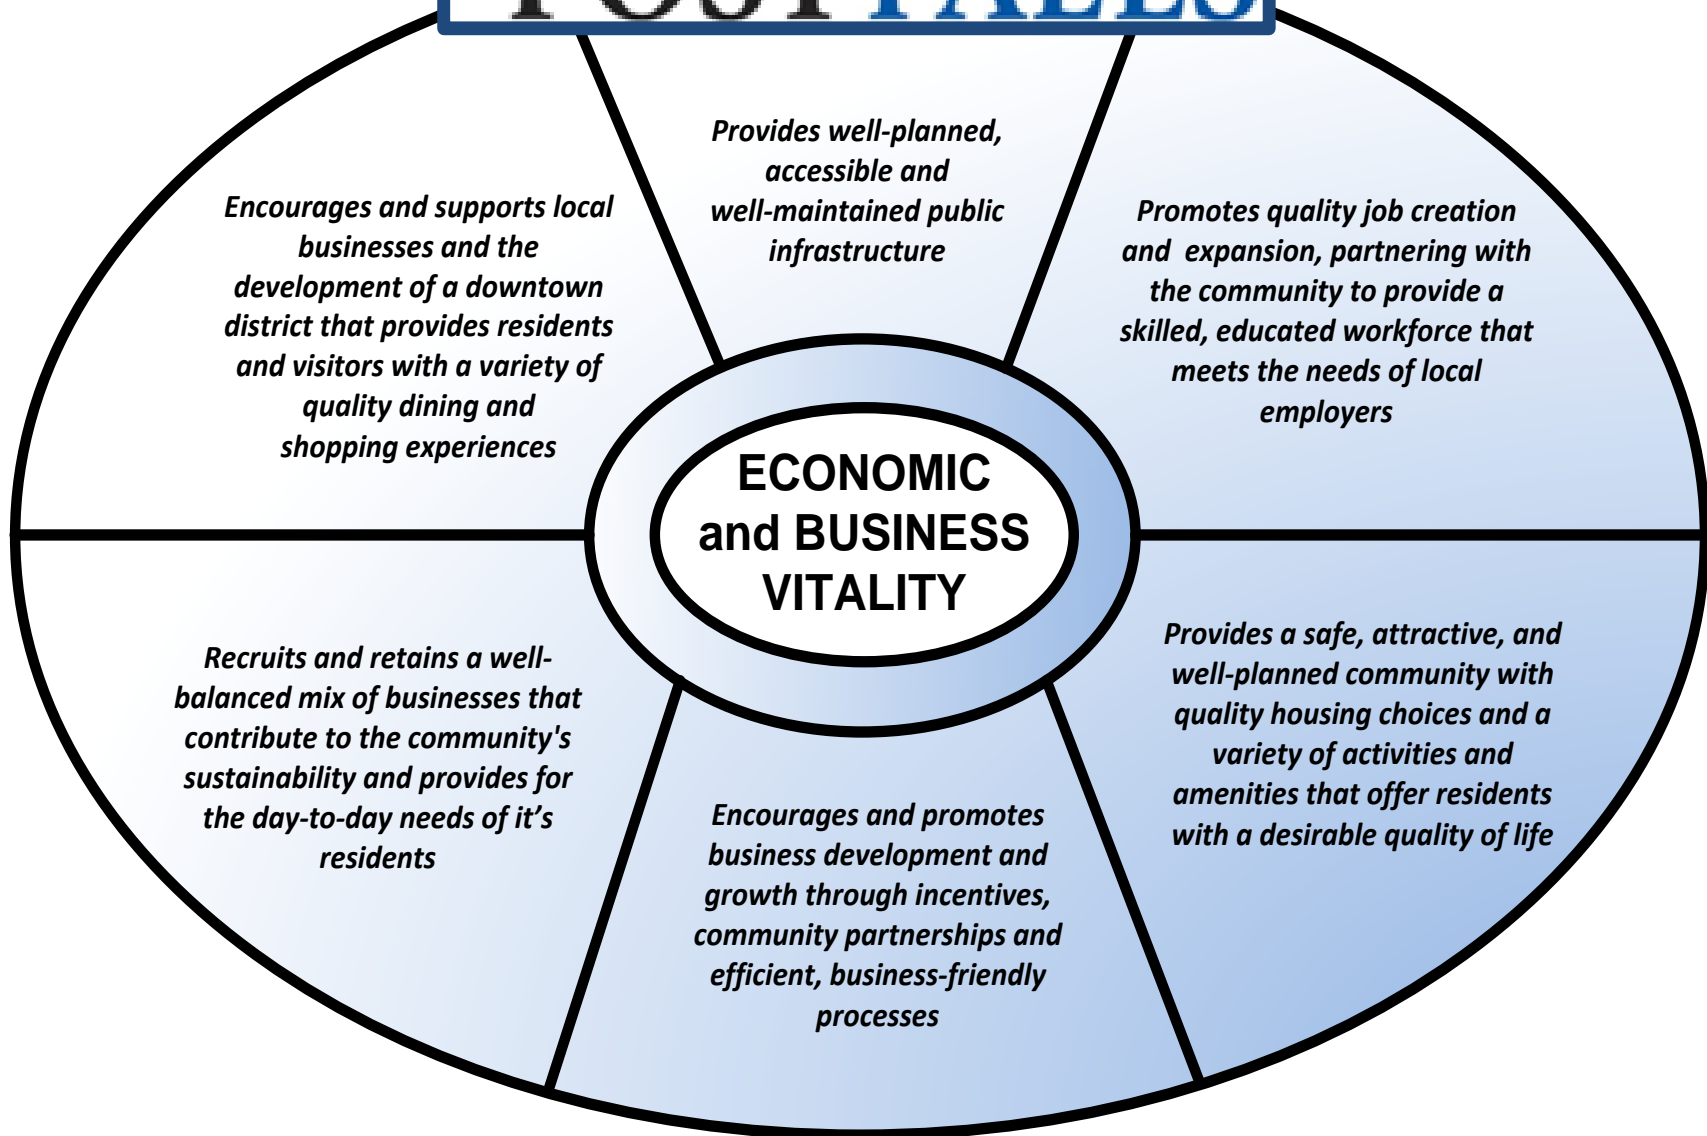 POST FALLS
Provides well-planned,
accessible and
well-maintained public
infrastructure
Encourages and supports local
businesses and the
development of a downtown
district that provides residents
and visitors with a variety of
quality dining and
shopping experiences
Promotes quality job creation
and  expansion, partnering with
the community to provide a
skilled, educated workforce that
meets the needs of local
employers
ECONOMIC
and BUSINESS
VITALITY
Recruits and retains a well-
balanced mix of businesses that
contribute to the community's
sustainability and provides for
the day-to-day needs of it’s
residents
Encourages and promotes
business development and
growth through incentives,
community partnerships and
efficient, business-friendly
processes
Provides a safe, attractive, and
well-planned community with
quality housing choices and a
variety of activities and
amenities that offer residents
with a desirable quality of life